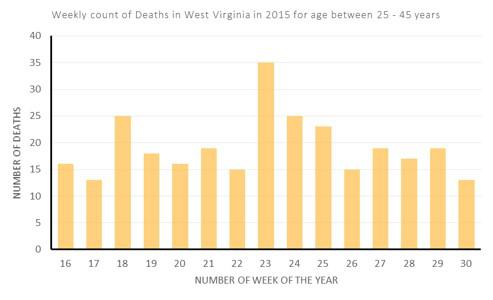 Weekly count of Deaths in West Virginia in 2015 for age between 25 - 45 years
40
35
30
25
20
15
10
5
0
NUMBER OF DEATHS
16 17 18 19 20 21 22 23 24 25 26 27 28 29 30
NUMBER OF WEEK OF THE YEAR